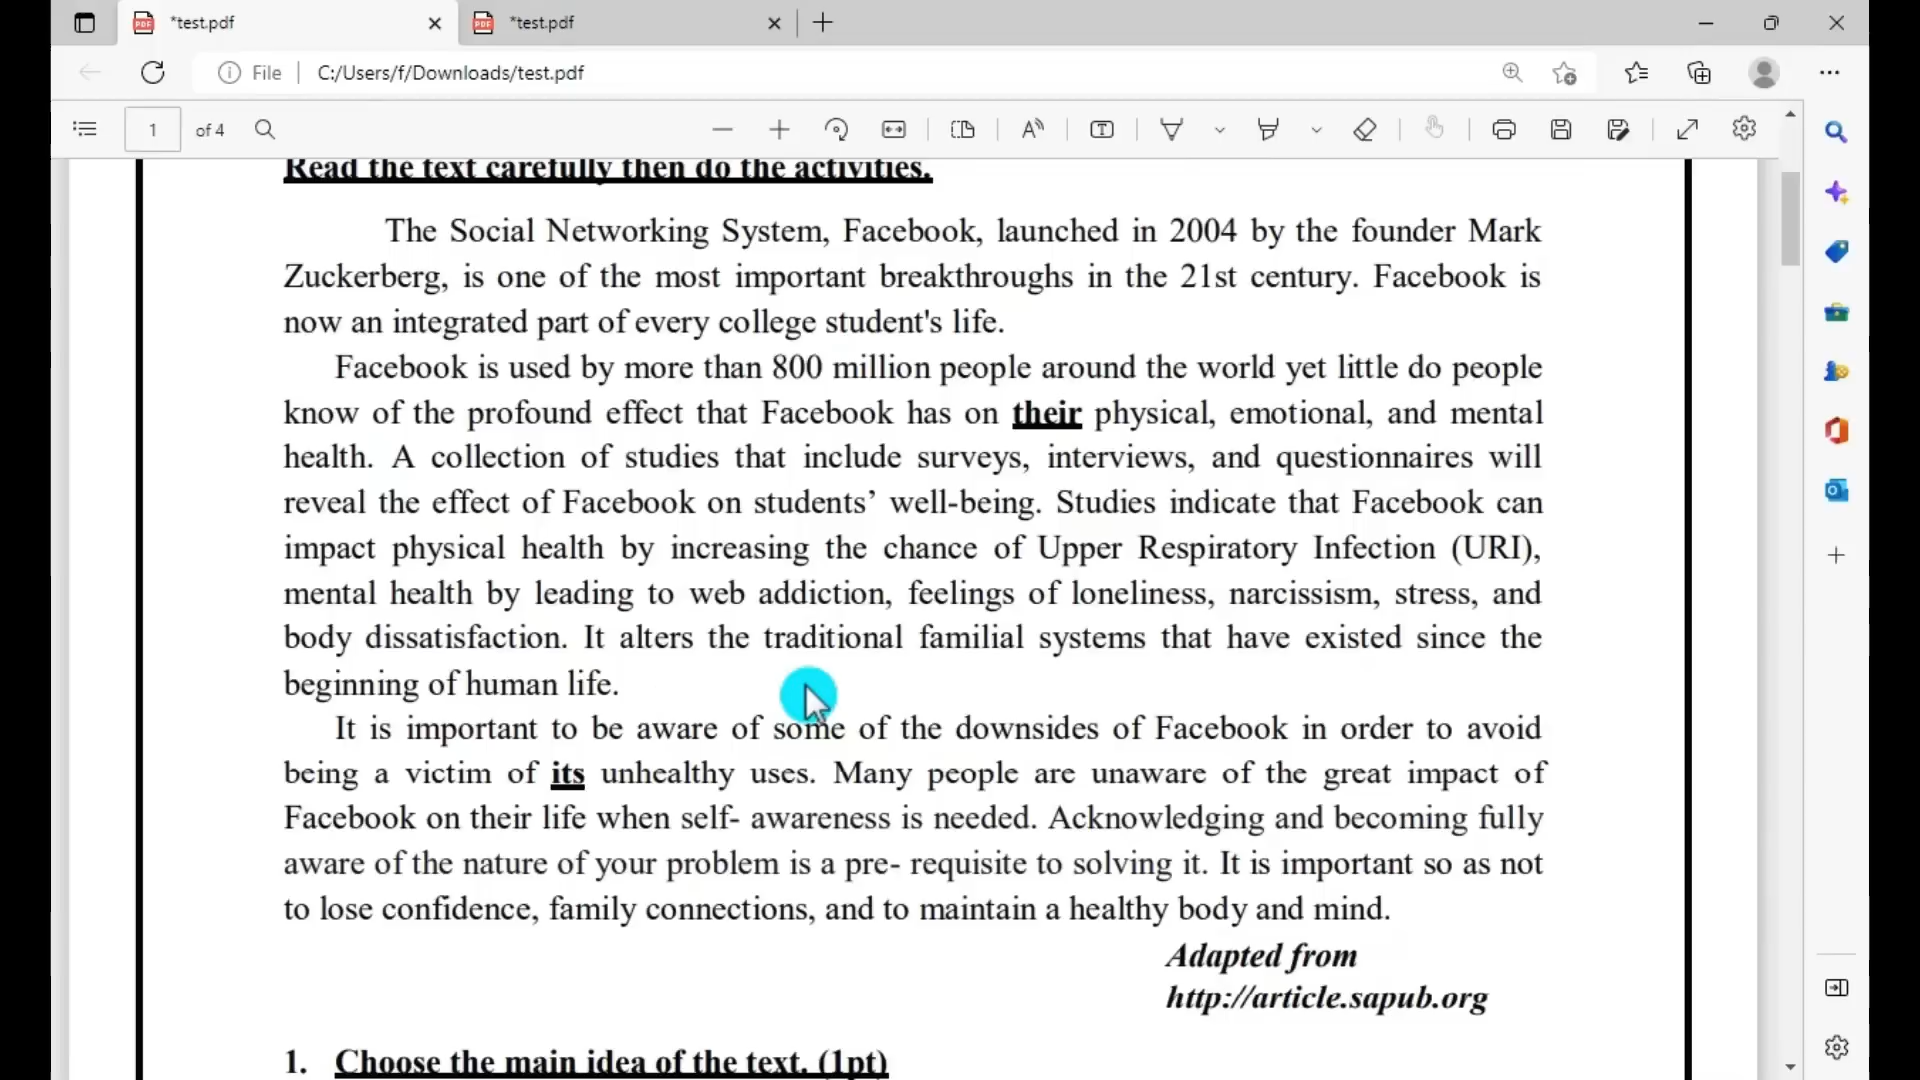 *test.pdf
*test.pdf
File
C:/Users/f/Downloads/test.pdf
1 of 4
Read the text carefully then do the activities.
The Social Networking System, Facebook, launched in 2004 by the founder Mark
Zuckerberg, is one of the most important breakthroughs in the 21st century. Facebook is
now an integrated part of every college student's life.
Facebook is used by more than 800 million people around the world yet little do people
know of the profound effect that Facebook has on their physical, emotional, and mental
health. A collection of studies that include surveys, interviews, and questionnaires will
reveal the effect of Facebook on students’ well-being. Studies indicate that Facebook can
impact physical health by increasing the chance of Upper Respiratory Infection (URI),
mental health by leading to web addiction, feelings of loneliness, narcissism, stress, and
body dissatisfaction. It alters the traditional familial systems that have existed since the
beginning of human life.
It is important to be aware of some of the downsides of Facebook in order to avoid
being a victim of its unhealthy uses. Many people are unaware of the great impact of
Facebook on their life when self- awareness is needed. Acknowledging and becoming fully
aware of the nature of your problem is a pre- requisite to solving it. It is important so as not
to lose confidence, family connections, and to maintain a healthy body and mind.
Adapted from
http://article.sapub.org
1. Choose the main idea of the text. (1pt)